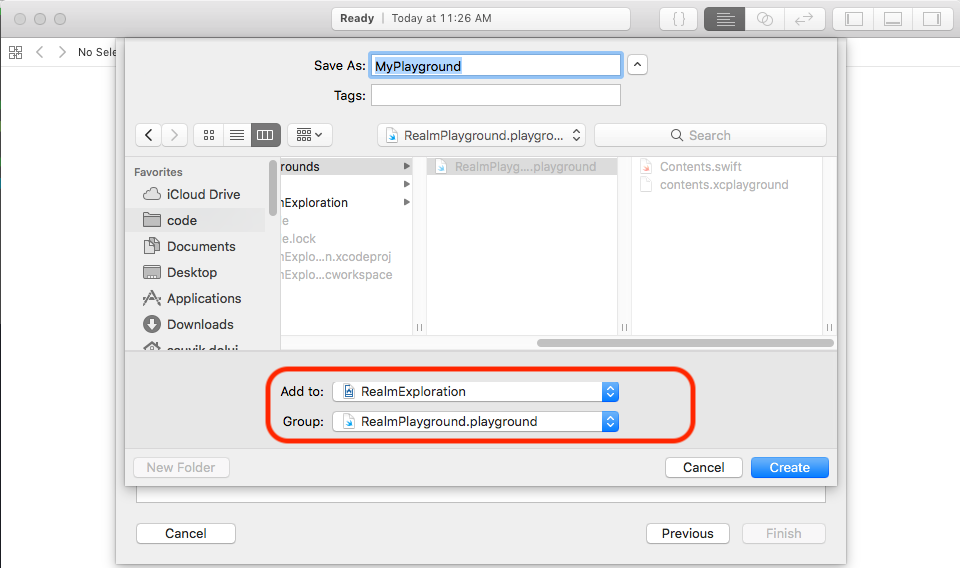 Ready | Today at 11:26 AM
No Sele
Save As: MyPlayground
Tags:
RealmPlayground.playgro...
Search
Favorites
iCloud Drive
code
Documents
Desktop
Applications
Downloads
rounds
nExploration
e
e.lock
nExplo...n.xcodeproj
nExplo...cworkspace
RealmPlayg....playground
Contents.swift
contents.xcplayground
Add to: RealmExploration
Group: RealmPlayground.playground
New Folder
Cancel
Create
Cancel
Previous
Finish